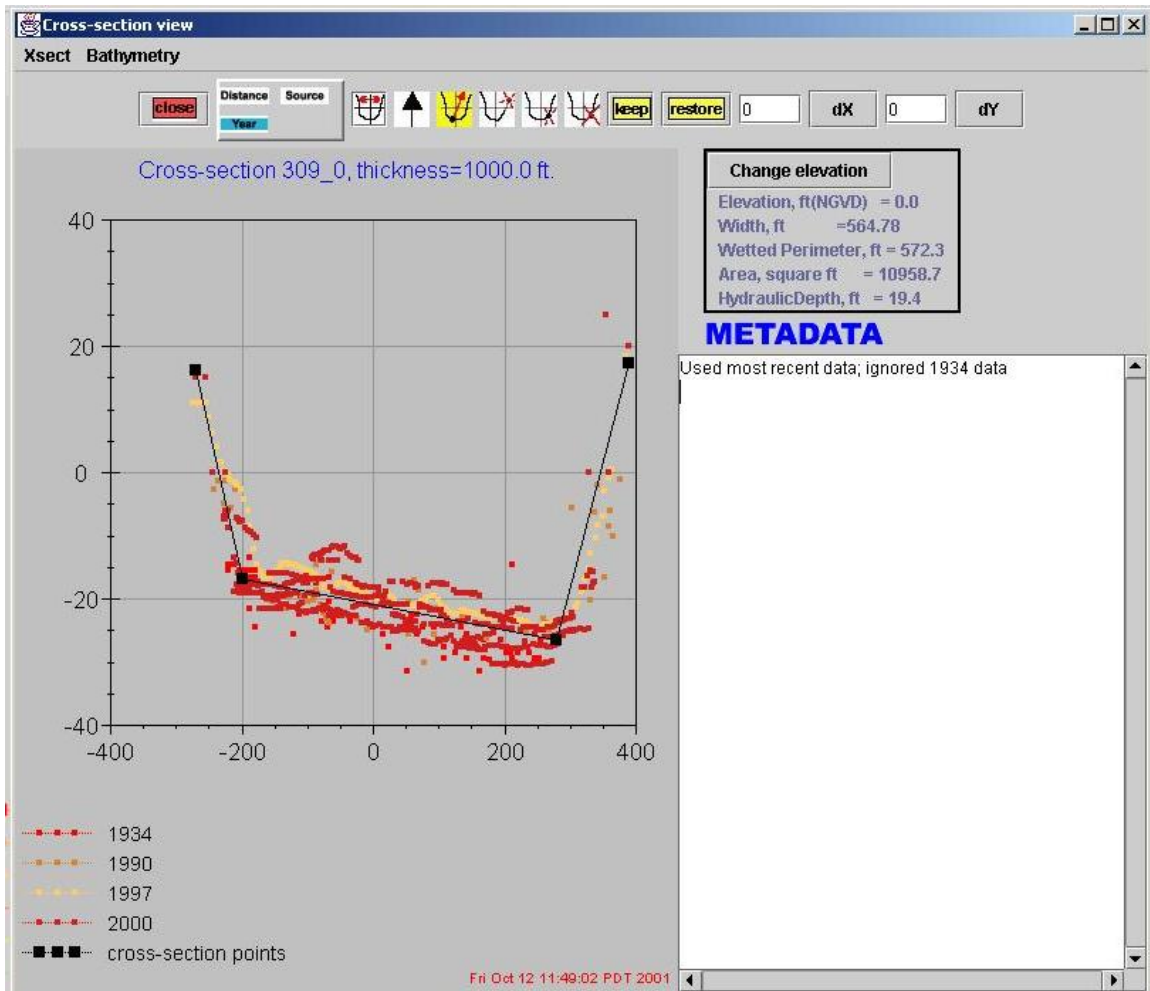 Cross-section view
Xsect Bathymetry
close
Distance Source
Year
keep
restore
0
dX
0
dY
Cross-section 309_0, thickness=1000.0 ft.
Change elevation
Elevation, ft(NGVD) = 0.0
Width, ft =564.78
Wetted Perimeter, ft = 572.3
Area, square ft = 10958.7
HydraulicDepth, ft = 19.4
METADATA
Used most recent data; ignored 1934 data
40
20
0
-20
-40
-400 -200 0 200 400
1934
1990
1997
2000
cross-section points
Fri Oct 12 11:49:02 PDT 2001